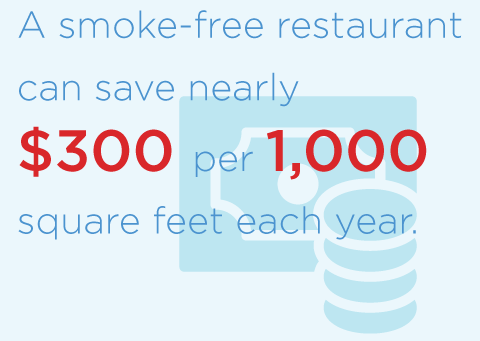 A smoke-free restaurant
can save nearly
$300 per 1,000
square feet each year.